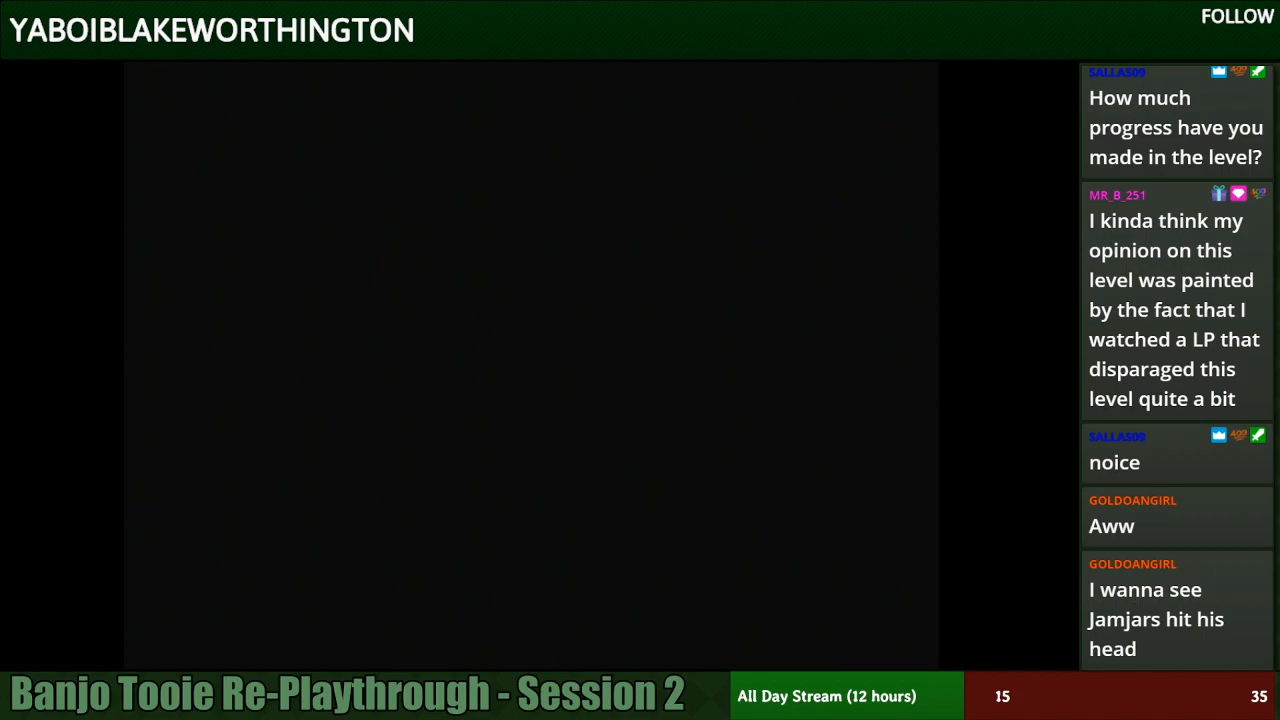 YABOIBLAKEWORTHINGTON
FOLLOW
SALLAS09
How much
progress have you
made in the level?
MR_B_251
I kinda think my
opinion on this
level was painted
by the fact that I
watched a LP that
disparaged this
level quite a bit
SALLAS09
noice
GOLDOANGIRL
Aww
GOLDOANGIRL
I wanna see
Jamjars hit his
head
Banjo Tooie Re-Playthrough - Session 2
All Day Stream (12 hours)
15
35